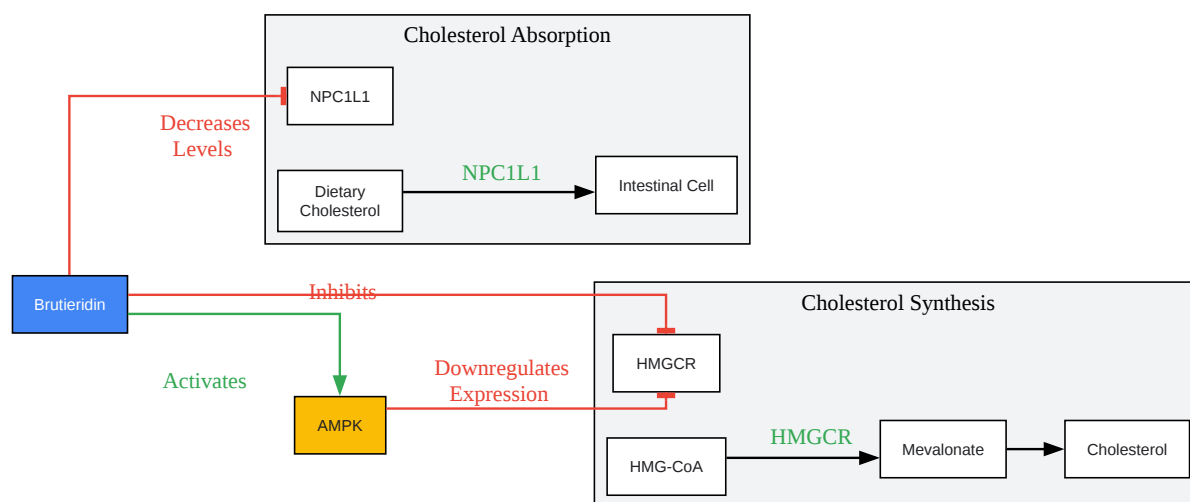 Cholesterol Absorption
NPC1L1
Decreases
Levels
NPC1L1
Dietary
Cholesterol
Intestinal Cell
Brutieridin
Inhibits
Cholesterol Synthesis
HMGCR
Activates
Downregulates
Expression
AMPK
HMGCR
HMG-CoA
Mevalonate
Cholesterol